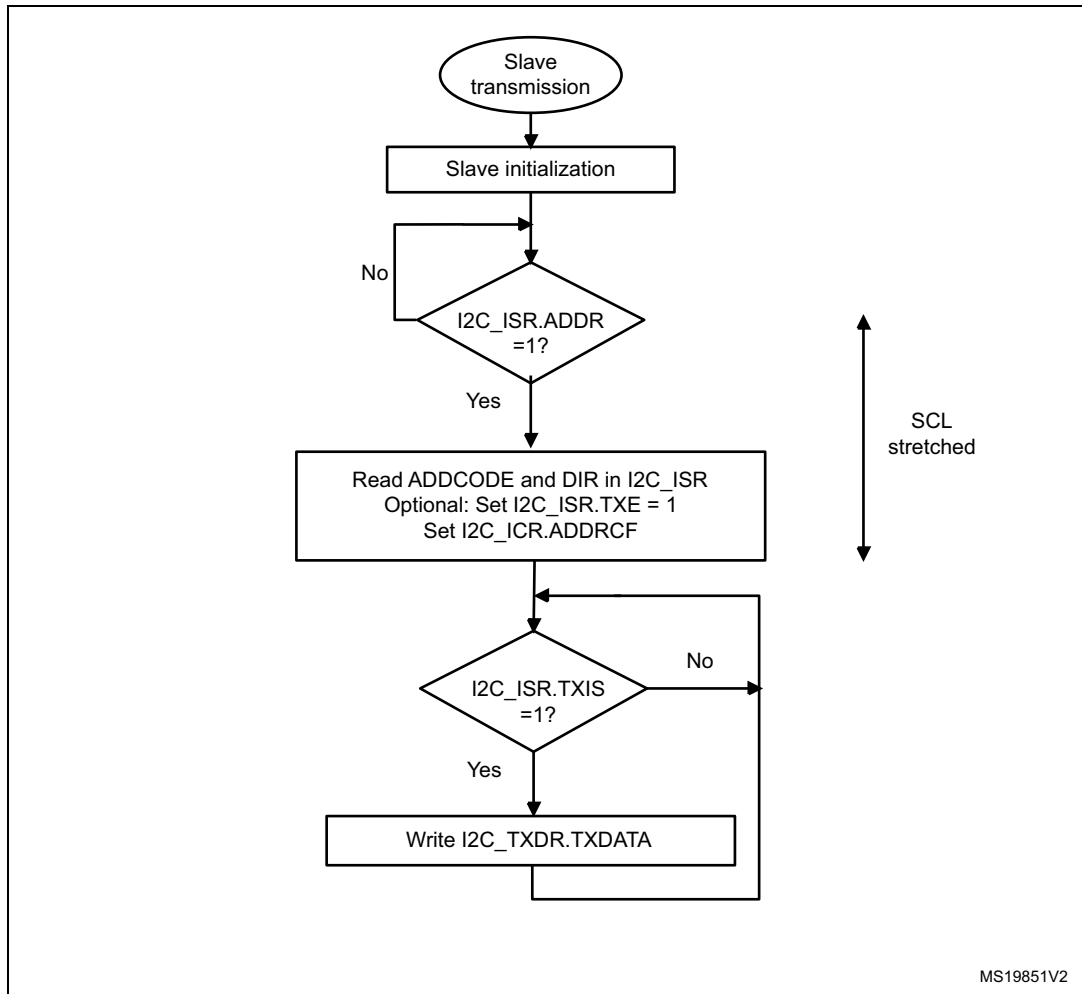 Slave
transmission
Slave initialization
No
I2C_ISR.ADDR
=1?
Yes
SCL
stretched
Read ADDCODE and DIR in I2C_ISR
Optional: Set I2C_ISR.TXE = 1
Set I2C_ICR.ADDRCF
No
I2C_ISR.TXIS
=1?
Yes
Write I2C_TXDR.TXDATA
MS19851V2